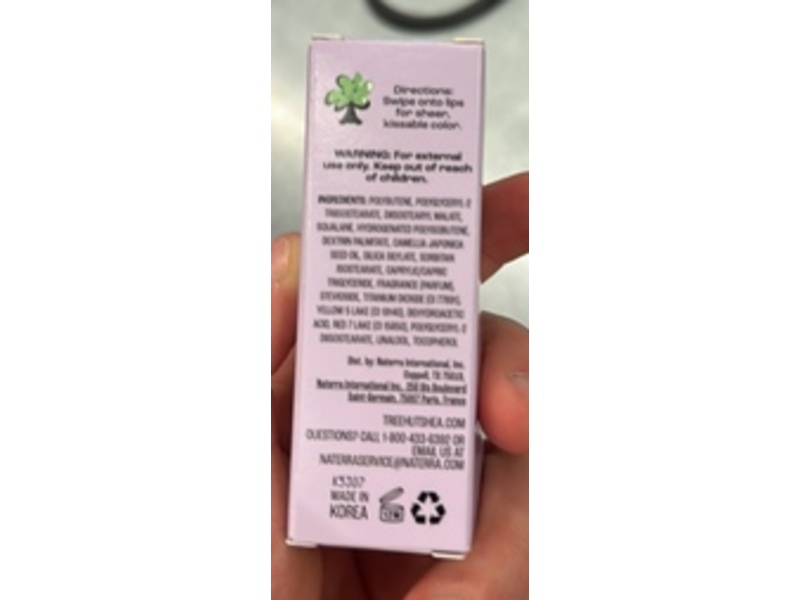 Directions:
Swipe onto lips
for sheer,
kissable color.
WARNING: For external
use only. Keep out of reach
of children.
INGREDIENTS: POLYBUTENE, POLYGLYCERYL-2
TRIISOSTEARATE, DIISOSTEARYL MALATE,
SQUALANE, HYDROGENATED POLYISOBUTENE,
DEXTRIN PALMITATE, CAMELLIA JAPONICA
SEED OIL, SILICA SILYLATE, SORBITAN
ISOSTEARATE, CAPRYLIC/CAPRIC
TRIGLYCERIDE, FRAGRANCE (PARFUM),
STEVIOSIDE, TITANIUM DIOXIDE (CI 77891),
YELLOW 5 LAKE (CI 19140), DEHYDROACETIC
ACID, RED 7 LAKE (CI 15850), POLYGLYCERYL-2
DIISOSTEARATE, LINALOOL, TOCOPHEROL
Dist. by: Naterra International, Inc.
Coppell, TX 75019,
Naterra International Inc., 250 Bis Boulevard
Saint-Germain, 75007 Paris, France
TREEHUTSHEA.COM
QUESTIONS? CALL 1-800-433-6392 OR
EMAIL US AT
NATERRASERVICE@NATERRA.COM
K5307
MADE IN
KOREA